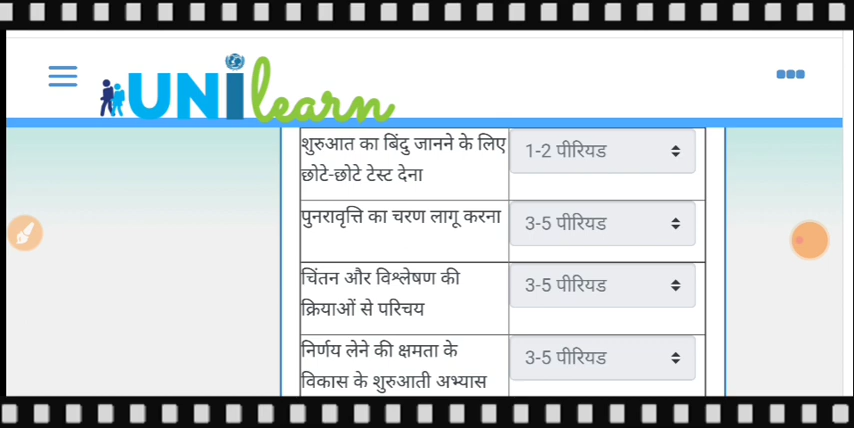 UNiLearn
शुरुआत का बिंदु जानने के लिए
छोटे-छोटे टेस्ट देना
1-2 पीरियड
पुनरावृत्ति का चरण लागू करना
3-5 पीरियड
चिंतन और विश्लेषण की
क्रियाओं से परिचय
3-5 पीरियड
निर्णय लेने की क्षमता के
विकास के शुरुआती अभ्यास
3-5 पीरियड